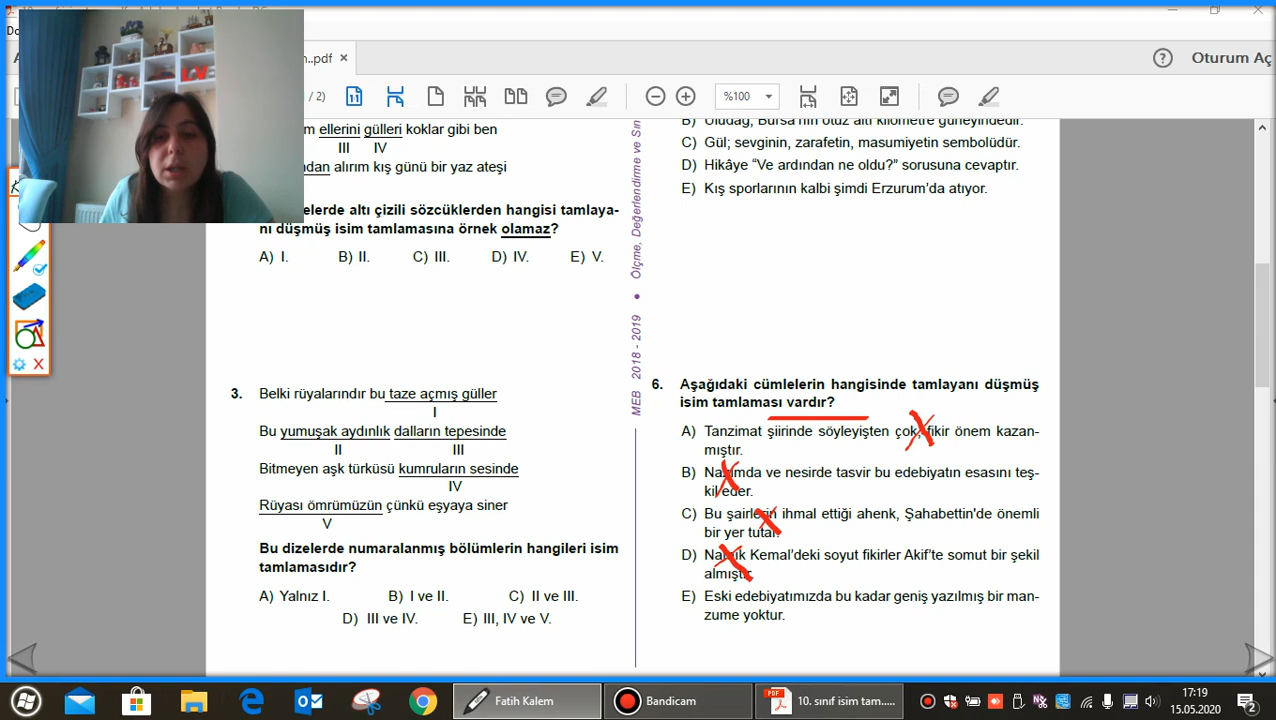 n..pdf ×
Oturum Aç
/ 2)
%100
m ellerini gülleri koklar gibi ben
III IV
ndan alırım kış günü bir yaz ateşi
elerde altı çizili sözcüklerden hangisi tamlaya-
nı düşmüş isim tamlamasına örnek olamaz?
A) I. B) II. C) III. D) IV. E) V.
3. Belki rüyalarındır bu taze açmış güller
I
Bu yumuşak aydınlık dalların tepesinde
II III
Bitmeyen aşk türküsü kumruların sesinde
IV
Rüyası ömrümüzün çünkü eşyaya siner
V
Bu dizelerde numaralanmış bölümlerin hangileri isim
tamlamasıdır?
A) Yalnız I. B) I ve II. C) II ve III.
D) III ve IV. E) III, IV ve V.
MEB 2018 - 2019 • Ölçme, Değerlendirme ve Sın
B) Uludağ, Bursa'nın otuz altı kilometre güneyindedir.
C) Gül; sevginin, zarafetin, masumiyetin sembolüdür.
D) Hikâye “Ve ardından ne oldu?” sorusuna cevaptır.
E) Kış sporlarının kalbi şimdi Erzurum’da atıyor.
6. Aşağıdaki cümlelerin hangisinde tamlayanı düşmüş
isim tamlaması vardır?
A) Tanzimat şiirinde söyleyişten çok, fikir önem kazan-
mıştır.
B) Nazımda ve nesirde tasvir bu edebiyatın esasını teş-
kil eder.
C) Bu şairlerin ihmal ettiği ahenk, Şahabettin'de önemli
bir yer tutar.
D) Namık Kemal’deki soyut fikirler Akif’te somut bir şekil
almıştır.
E) Eski edebiyatımızda bu kadar geniş yazılmış bir man-
zume yoktur.
Fatih Kalem
Bandicam
10. sınıf isim tam.....
17:19
15.05.2020
2